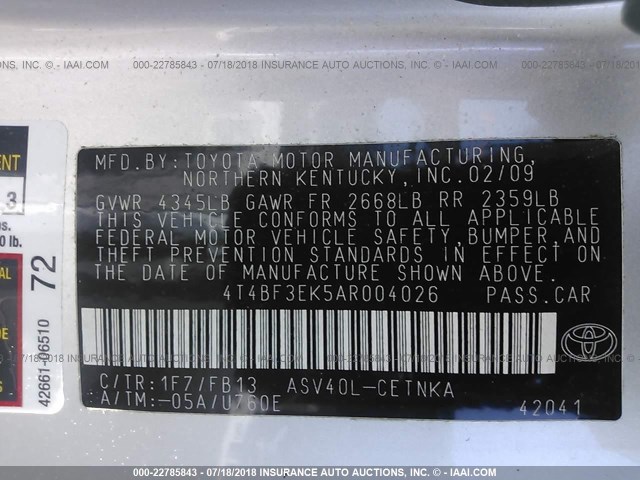 000-22785843 - 07/18/2018 INSURANCE AUTO AUCTIONS, INC. - © IAAI.COM
MFD.BY:TOYOTA MOTOR MANUFACTURING,
NORTHERN KENTUCKY, INC. 02/09
GVWR 4345LB GAWR FR 2668LB RR 2359LB
THIS VEHICLE CONFORMS TO ALL APPLICABLE
FEDERAL MOTOR VEHICLE SAFETY, BUMPER, AND
THEFT PREVENTION STANDARDS IN EFFECT ON
THE DATE OF MANUFACTURE SHOWN ABOVE.
4T4BF3EK5AR004026 PASS.CAR
C/TR:1F7/FB13 ASV40L-CETNKA
A/TM:-05A/U760E 42041
TOYOTA
3
72
42661-06510
000-22785843 - 07/18/2018 INSURANCE AUTO AUCTIONS, INC. - © IAAI.COM